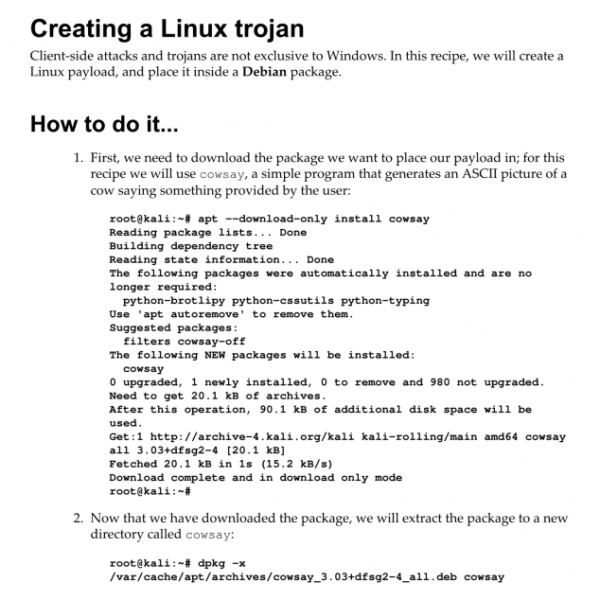 Creating a Linux trojan
Client-side attacks and trojans are not exclusive to Windows. In this recipe, we will create a
Linux payload, and place it inside a Debian package.
How to do it...
1. First, we need to download the package we want to place our payload in; for this
recipe we will use cowsay, a simple program that generates an ASCII picture of a
cow saying something provided by the user:
root@kali:~# apt --download-only install cowsay
Reading package lists... Done
Building dependency tree
Reading state information... Done
The following packages were automatically installed and are no
longer required:
python-brotlipy python-cssutils python-typing
Use 'apt autoremove' to remove them.
Suggested packages:
filters cowsay-off
The following NEW packages will be installed:
cowsay
0 upgraded, 1 newly installed, 0 to remove and 980 not upgraded.
Need to get 20.1 kB of archives.
After this operation, 90.1 kB of additional disk space will be
used.
Get:1 http://archive-4.kali.org/kali kali-rolling/main amd64 cowsay
all 3.03+dfsg2-4 [20.1 kB]
Fetched 20.1 kB in 1s (15.2 kB/s)
Download complete and in download only mode
root@kali:~#
2. Now that we have downloaded the package, we will extract the package to a new
directory called cowsay:
root@kali:~# dpkg -x
/var/cache/apt/archives/cowsay_3.03+dfsg2-4_all.deb cowsay